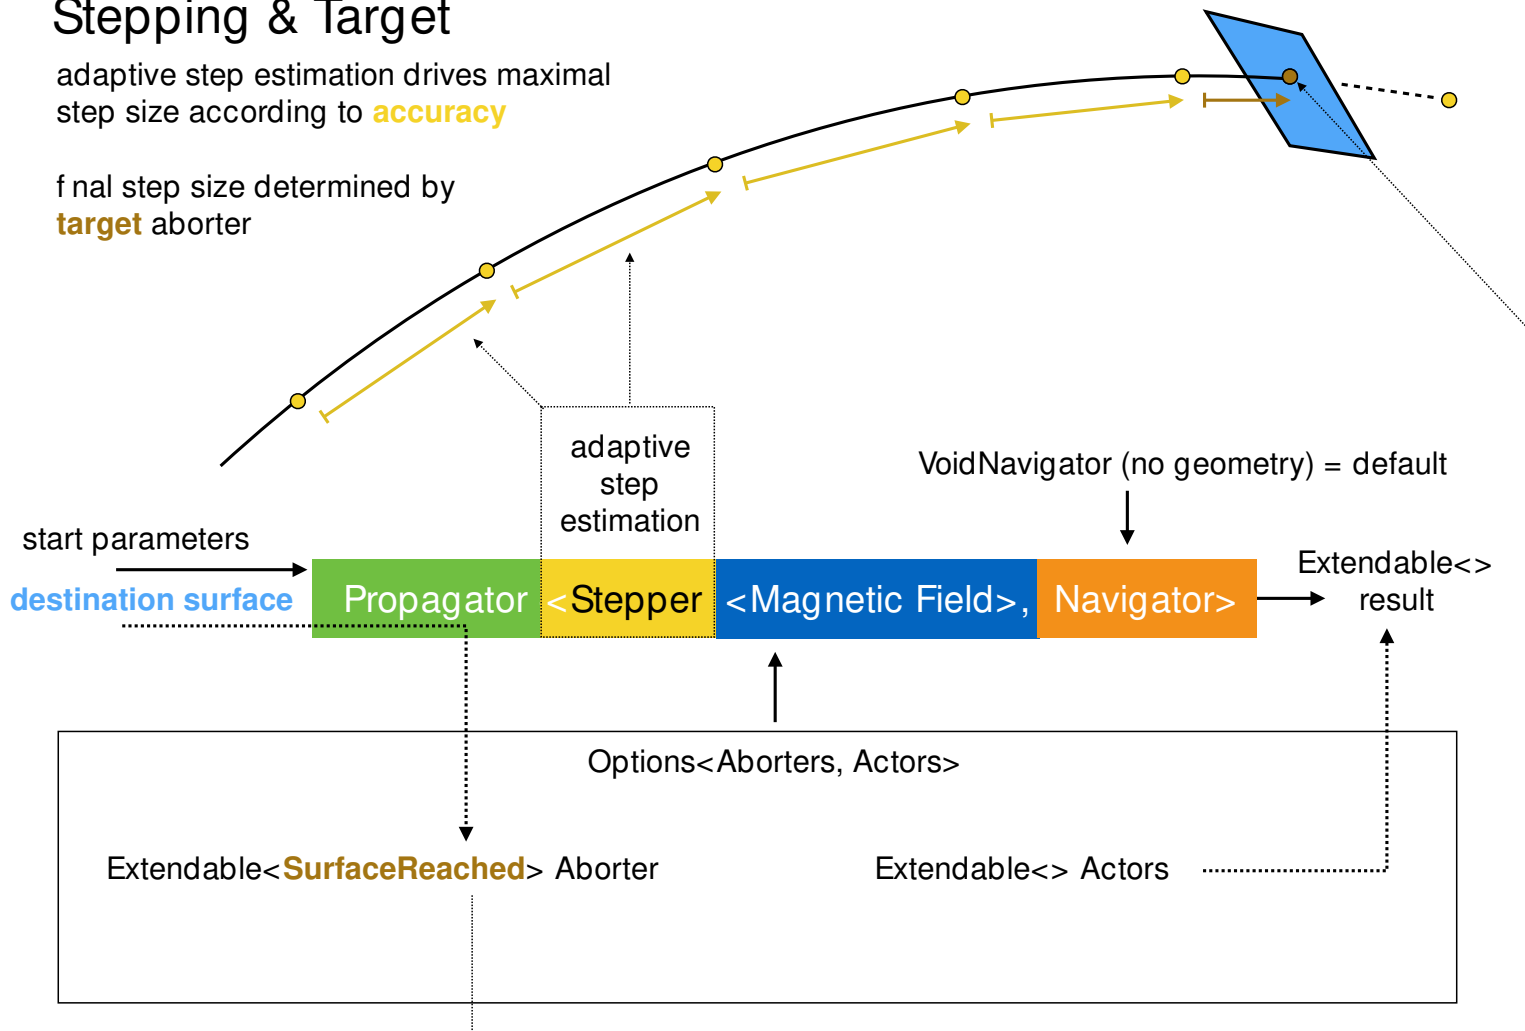 Stepping & Target
adaptive step estimation drives maximal
step size according to accuracy
f nal step size determined by
target aborter
adaptive
step
estimation
VoidNavigator (no geometry) = default
start parameters
destination surface
Propagator <Stepper <Magnetic Field>, Navigator>
Extendable<>
result
Options<Aborters, Actors>
Extendable<SurfaceReached> Aborter
Extendable<> Actors